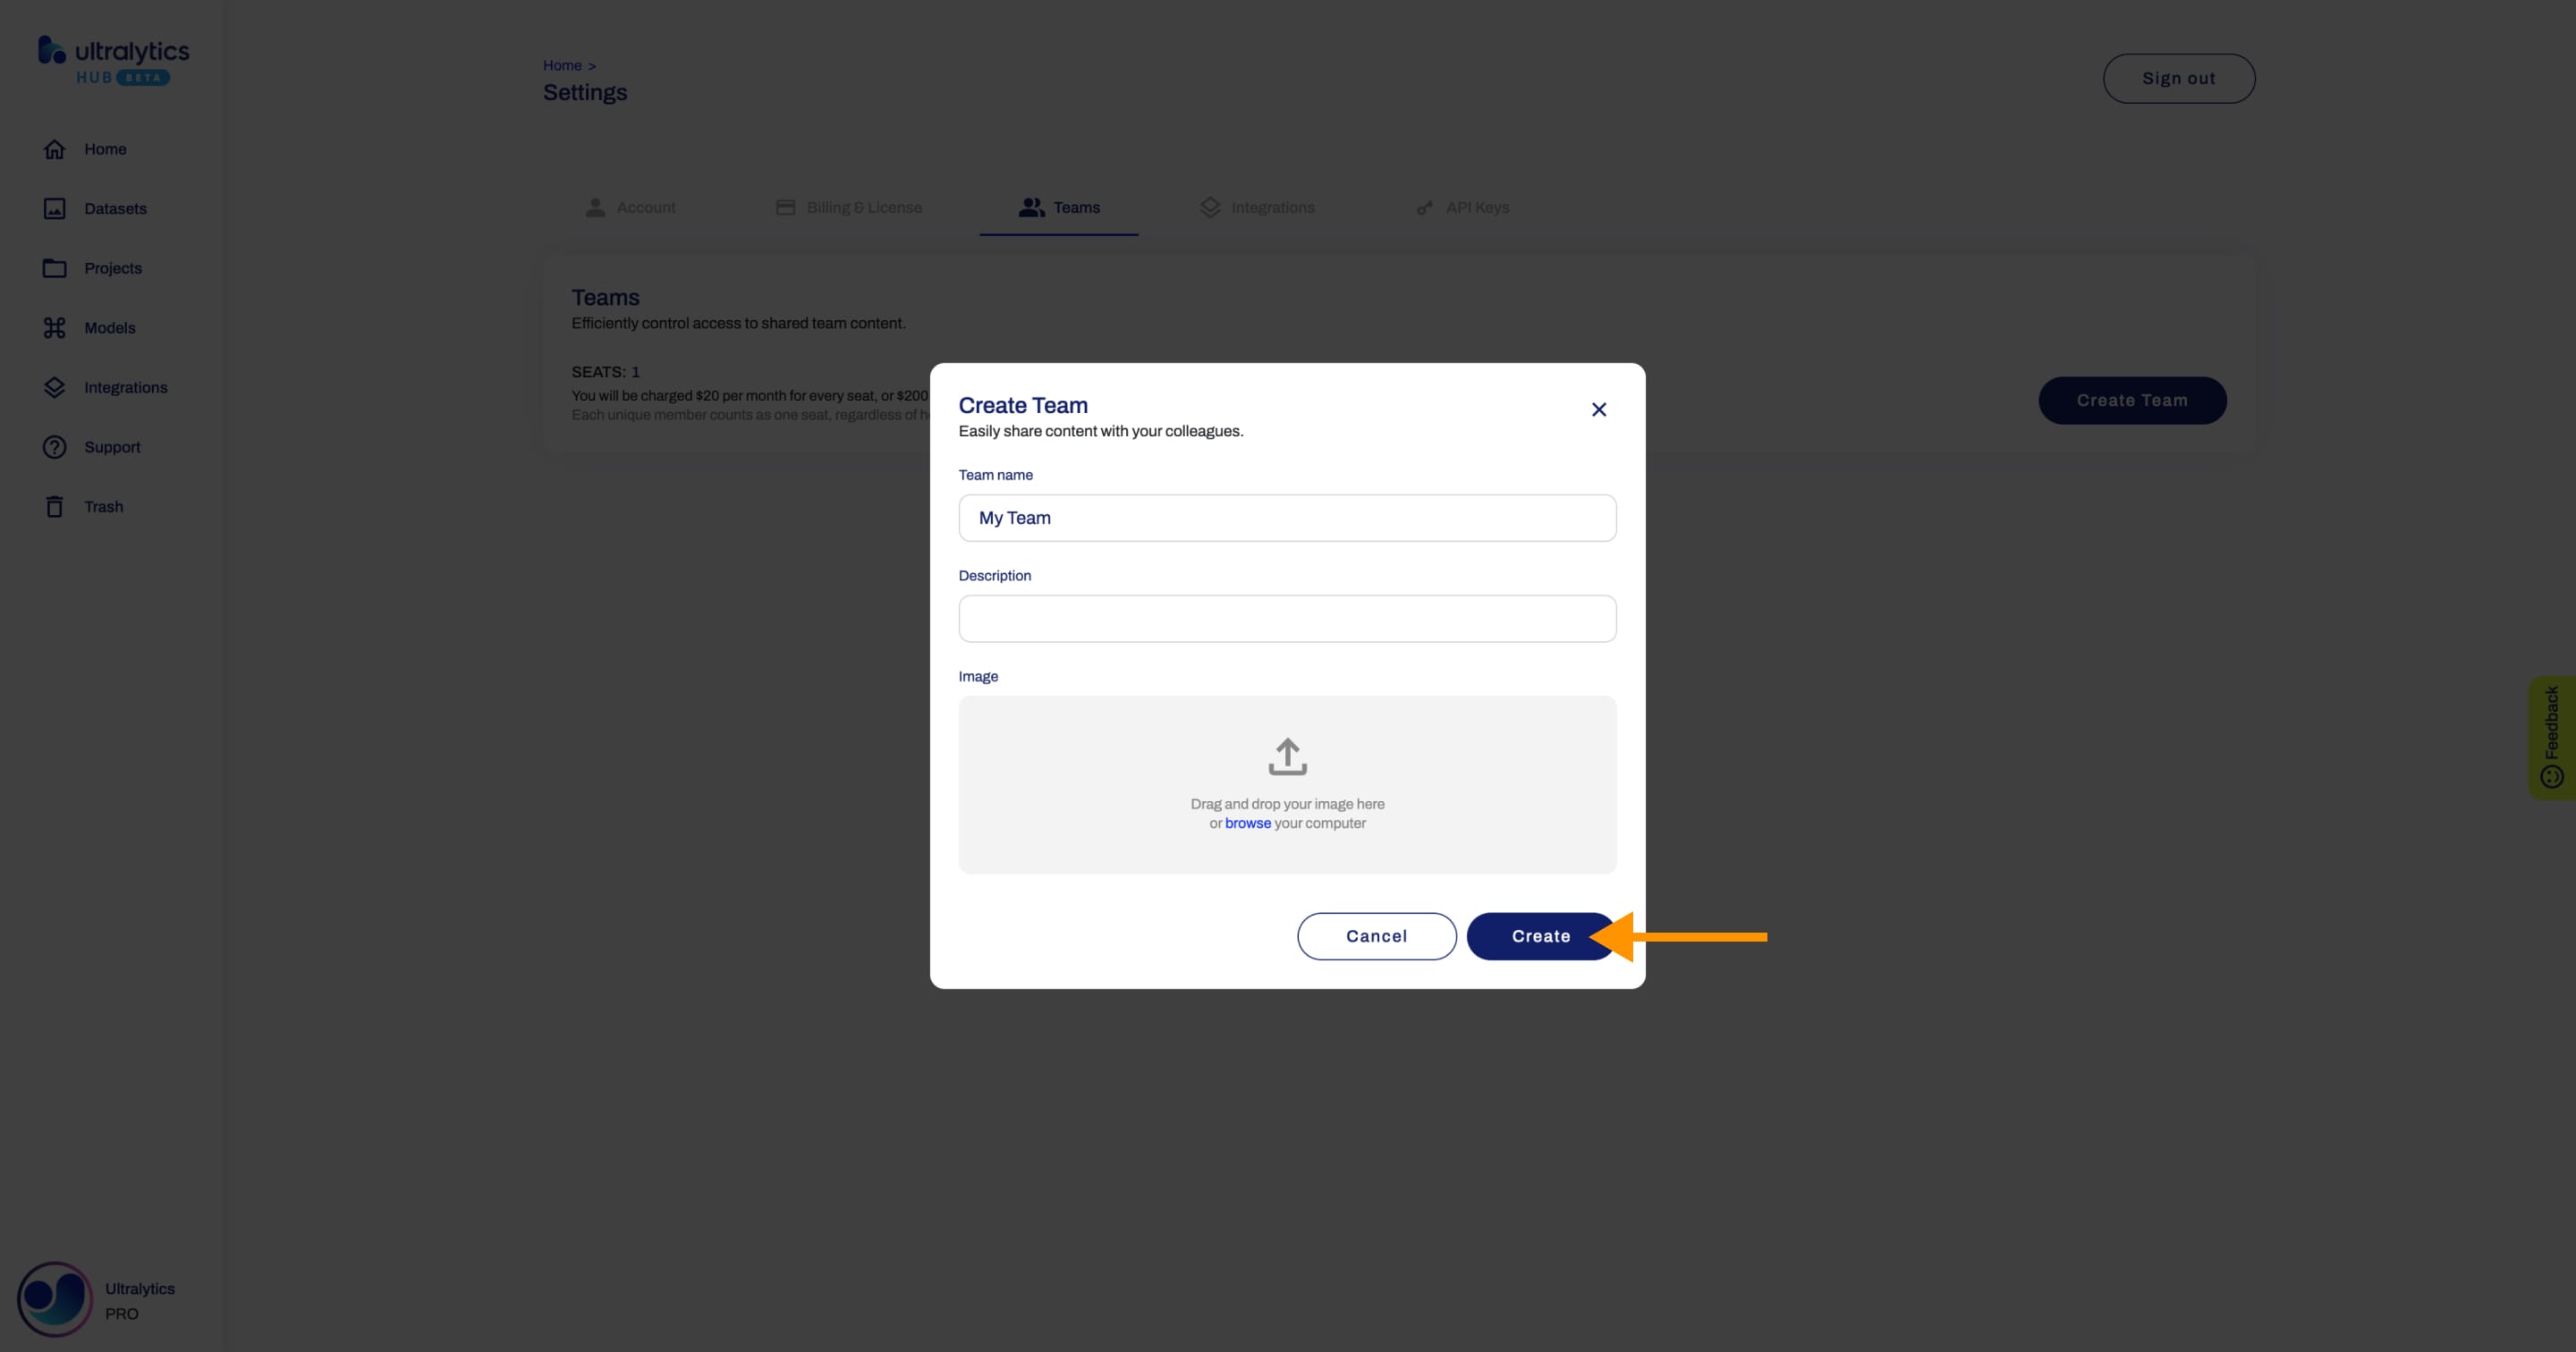 ultralytics
HUB BETA
Home
Datasets
Projects
Models
Integrations
Support
Trash
Ultralytics
PRO
Home >
Settings
Sign out
Account
Billing & License
Teams
Integrations
API Keys
Teams
Efficiently control access to shared team content.
SEATS: 1
You will be charged $20 per month for every seat, or $200
Each unique member counts as one seat, regardless of
Create Team
Create Team
Easily share content with your colleagues.
Team name
My Team
Description
Image
Drag and drop your image here
or browse your computer
Cancel
Create
Feedback